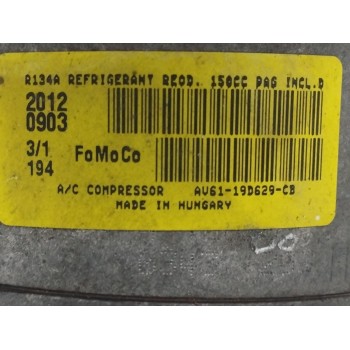 R134A REFRIGERANT REQD. 150CC PAG INCL.D
2012
0903
3/1
194
FoMoCo
A/C COMPRESSOR AV61-19D629-CB
MADE IN HUNGARY